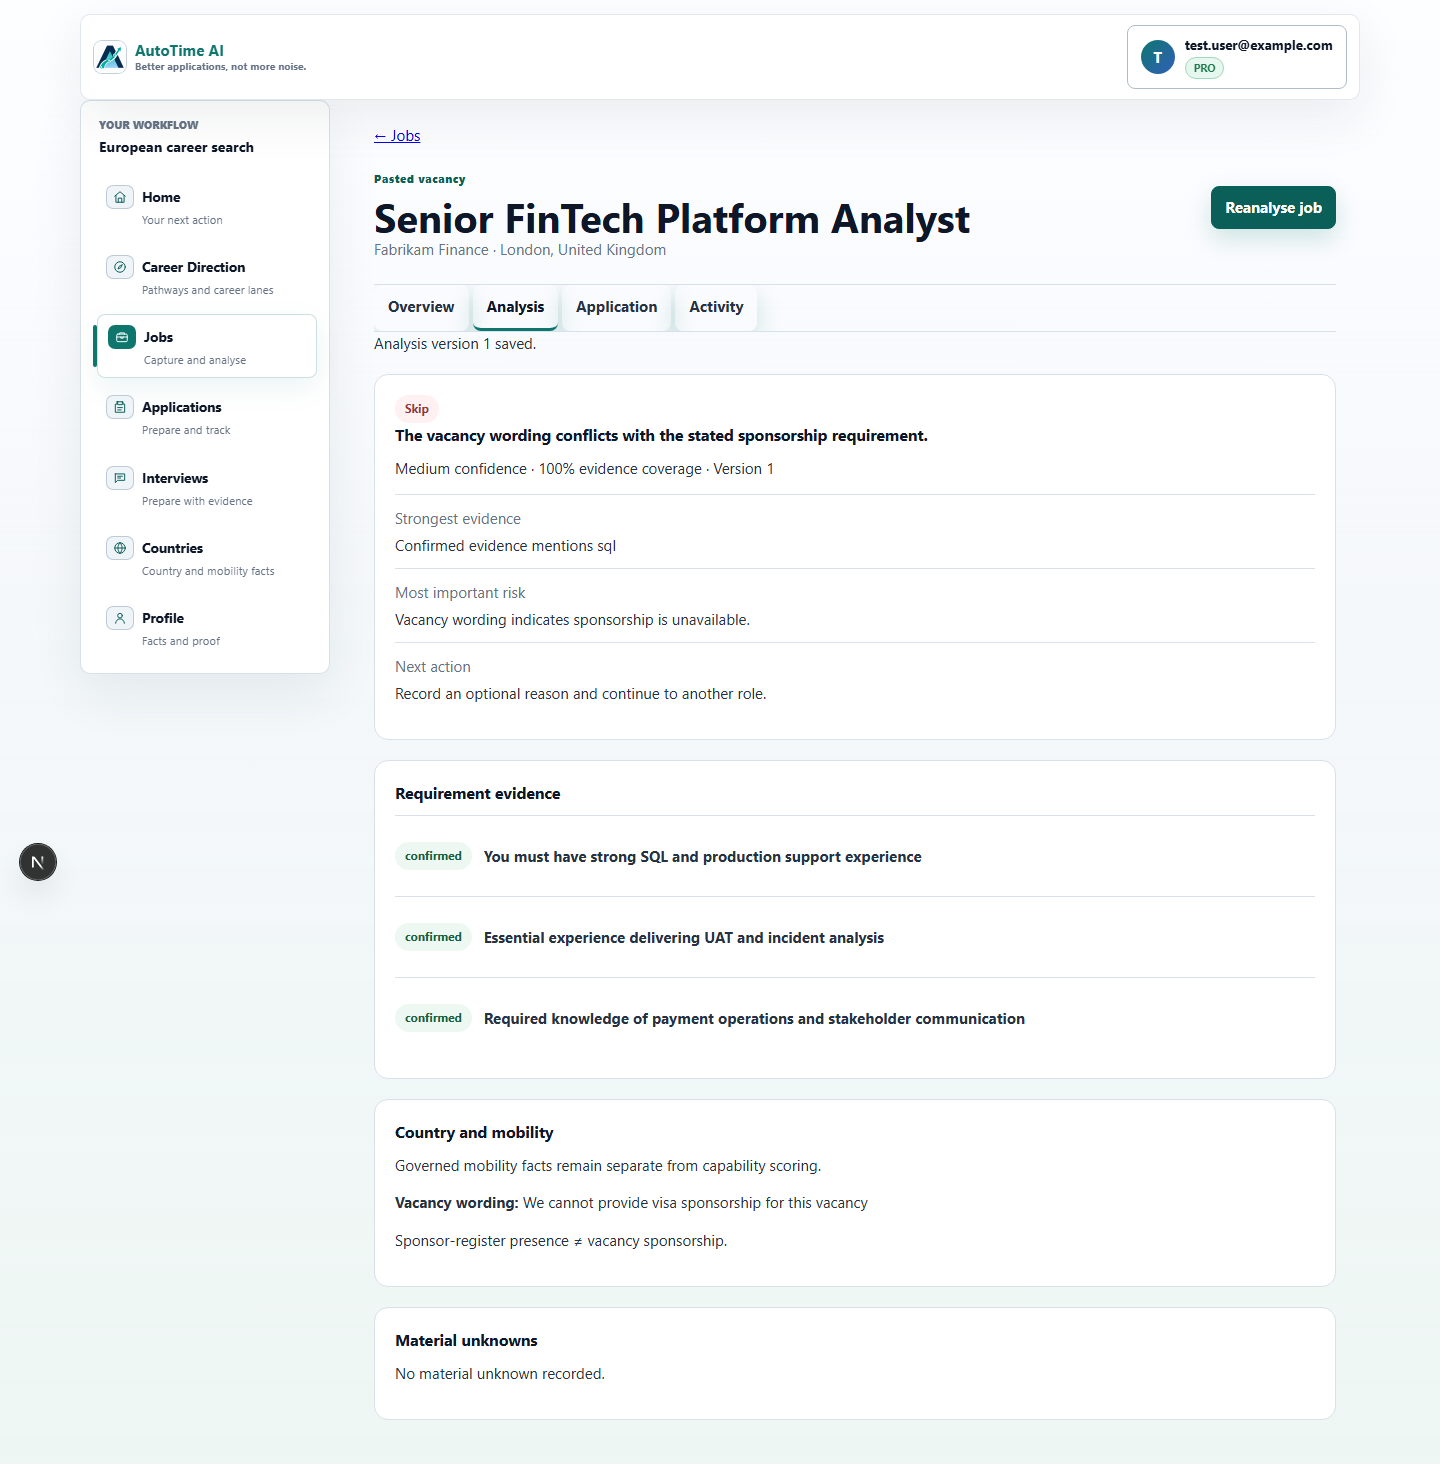 AutoTime AI
Better applications, not more noise.
T
test.user@example.com
PRO
YOUR WORKFLOW
European career search
Home
Your next action
Career Direction
Pathways and career lanes
Jobs
Capture and analyse
Applications
Prepare and track
Interviews
Prepare with evidence
Countries
Country and mobility facts
Profile
Facts and proof
N
← Jobs
Pasted vacancy
Senior FinTech Platform Analyst
Fabrikam Finance · London, United Kingdom
Reanalyse job
Overview
Analysis
Application
Activity
Analysis version 1 saved.
Skip
The vacancy wording conflicts with the stated sponsorship requirement.
Medium confidence · 100% evidence coverage · Version 1
Strongest evidence
Confirmed evidence mentions sql
Most important risk
Vacancy wording indicates sponsorship is unavailable.
Next action
Record an optional reason and continue to another role.
Requirement evidence
confirmed You must have strong SQL and production support experience
confirmed Essential experience delivering UAT and incident analysis
confirmed Required knowledge of payment operations and stakeholder communication
Country and mobility
Governed mobility facts remain separate from capability scoring.
Vacancy wording: We cannot provide visa sponsorship for this vacancy
Sponsor-register presence ≠ vacancy sponsorship.
Material unknowns
No material unknown recorded.